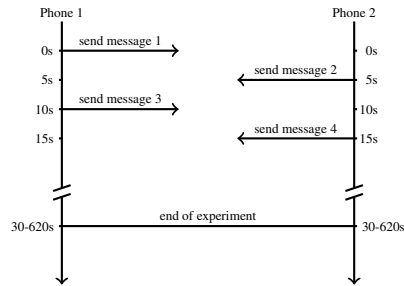 Phone 1 Phone 2
0s send message 1 0s
5s send message 2 5s
10s send message 3 10s
15s send message 4 15s
30-620s end of experiment 30-620s